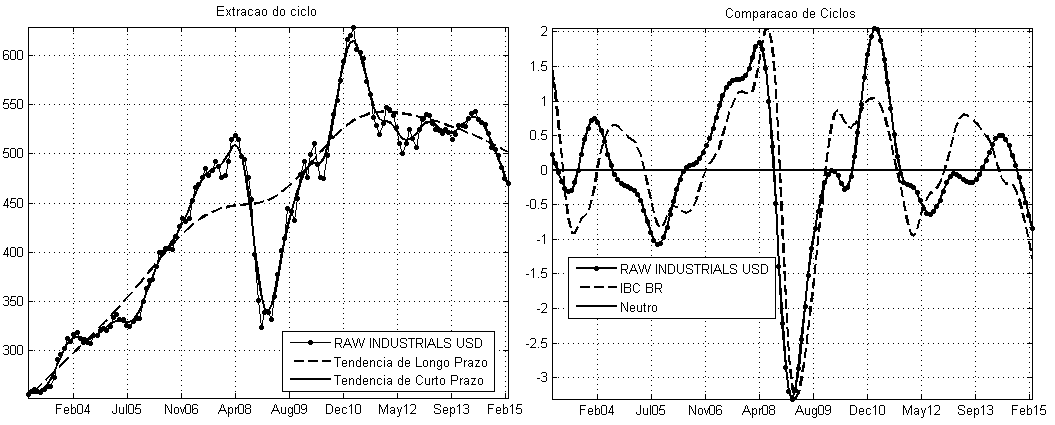 Extracao do ciclo
600
550
500
450
400
350
300
Feb04 Jul05 Nov06 Apr08 Aug09 Dec10 May12 Sep13 Feb15
RAW INDUSTRIALS USD
Tendencia de Longo Prazo
Tendencia de Curto Prazo
Comparacao de Ciclos
2
1.5
1
0.5
0
-0.5
-1
-1.5
-2
-2.5
-3
Feb04 Jul05 Nov06 Apr08 Aug09 Dec10 May12 Sep13 Feb15
RAW INDUSTRIALS USD
IBC BR
Neutro